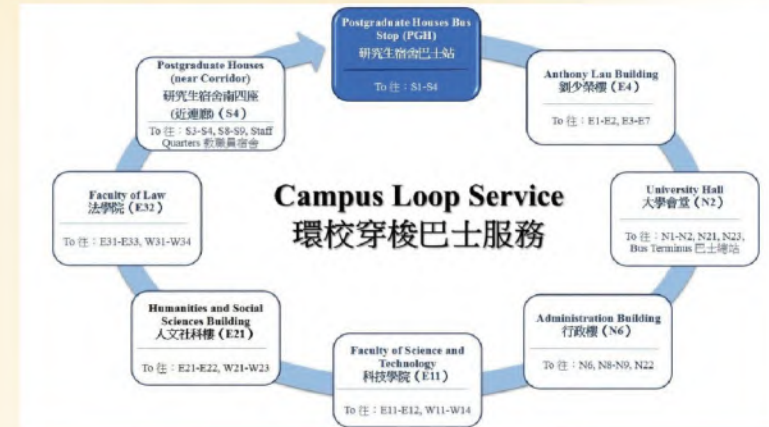 Postgraduate Houses Bus
Stop (PGH)
研究生宿舍巴士站
To 往：S1-S4
Anthony Lau Building
劉少榮樓 (E4)
To 往：E1-E2, E3-E7
University Hall
大學會堂 (N2)
To 往：N1-N2, N21, N23,
Bus Terminus 巴士總站
Administration Building
行政樓 (N6)
To 往：N6, N8-N9, N22
Faculty of Science and
Technology
科技學院 (E11)
To 往：E11-E12, W11-W14
Humanities and Social
Sciences Building
人文社科樓 (E21)
To 往：E21-E22, W21-W23
Faculty of Law
法學院 (E32)
To 往：E31-E33, W31-W34
Postgraduate Houses
(near Corridor)
研究生宿舍南四座
(近連廊) (S4)
To 往：S3-S4, S8-S9, Staff
Quarters 教職員宿舍
Campus Loop Service
環校穿梭巴士服務